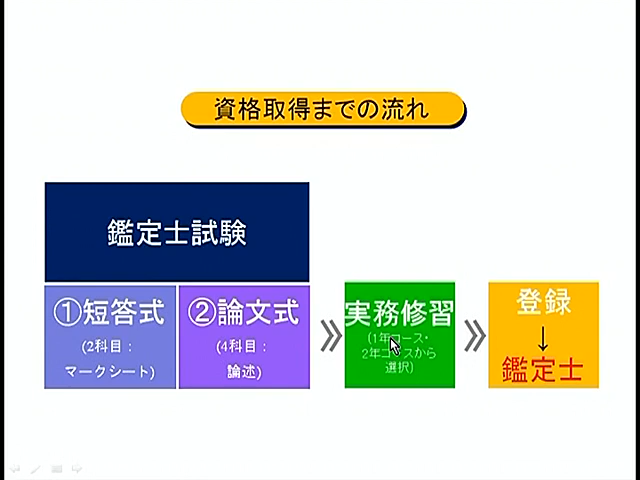 資格取得までの流れ
鑑定士試験
①短答式
(2科目：
マークシート)
②論文式
(4科目：
論述)
実務修習
(1年コース・
2年コースから
選択)
登録
↓
鑑定士